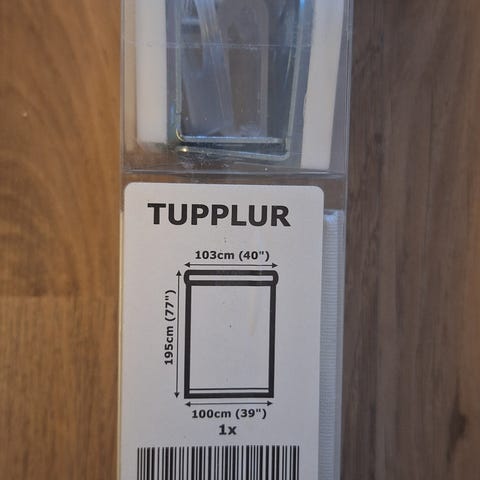 TUPPLUR
103cm (40")
195cm (77")
100cm (39")
1x